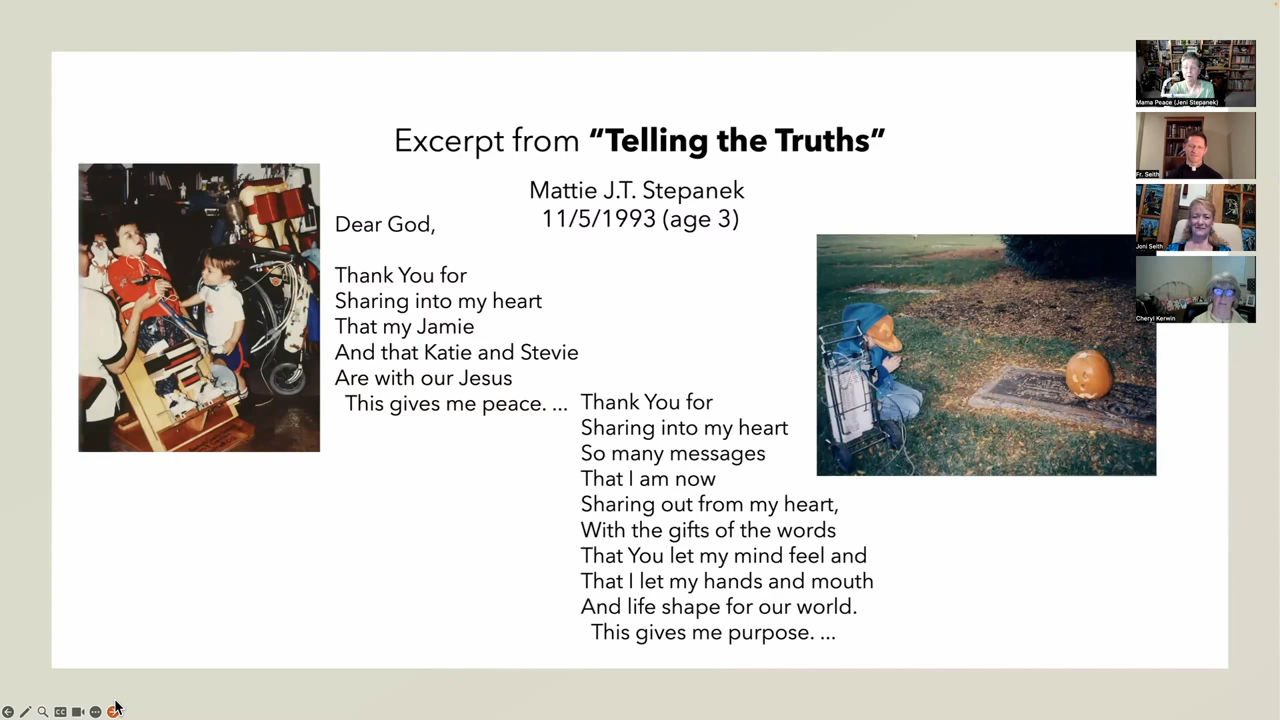 Excerpt from “Telling the Truths”
Mattie J.T. Stepanek
11/5/1993 (age 3)
Dear God,
Thank You for
Sharing into my heart
That my Jamie
And that Katie and Stevie
Are with our Jesus
This gives me peace. ...
Thank You for
Sharing into my heart
So many messages
That I am now
Sharing out from my heart,
With the gifts of the words
That You let my mind feel and
That I let my hands and mouth
And life shape for our world.
This gives me purpose. ...
Mama Peace (Jeni Stepanek)
Fr. Seith
Joni Seith
Cheryl Kerwin
CC